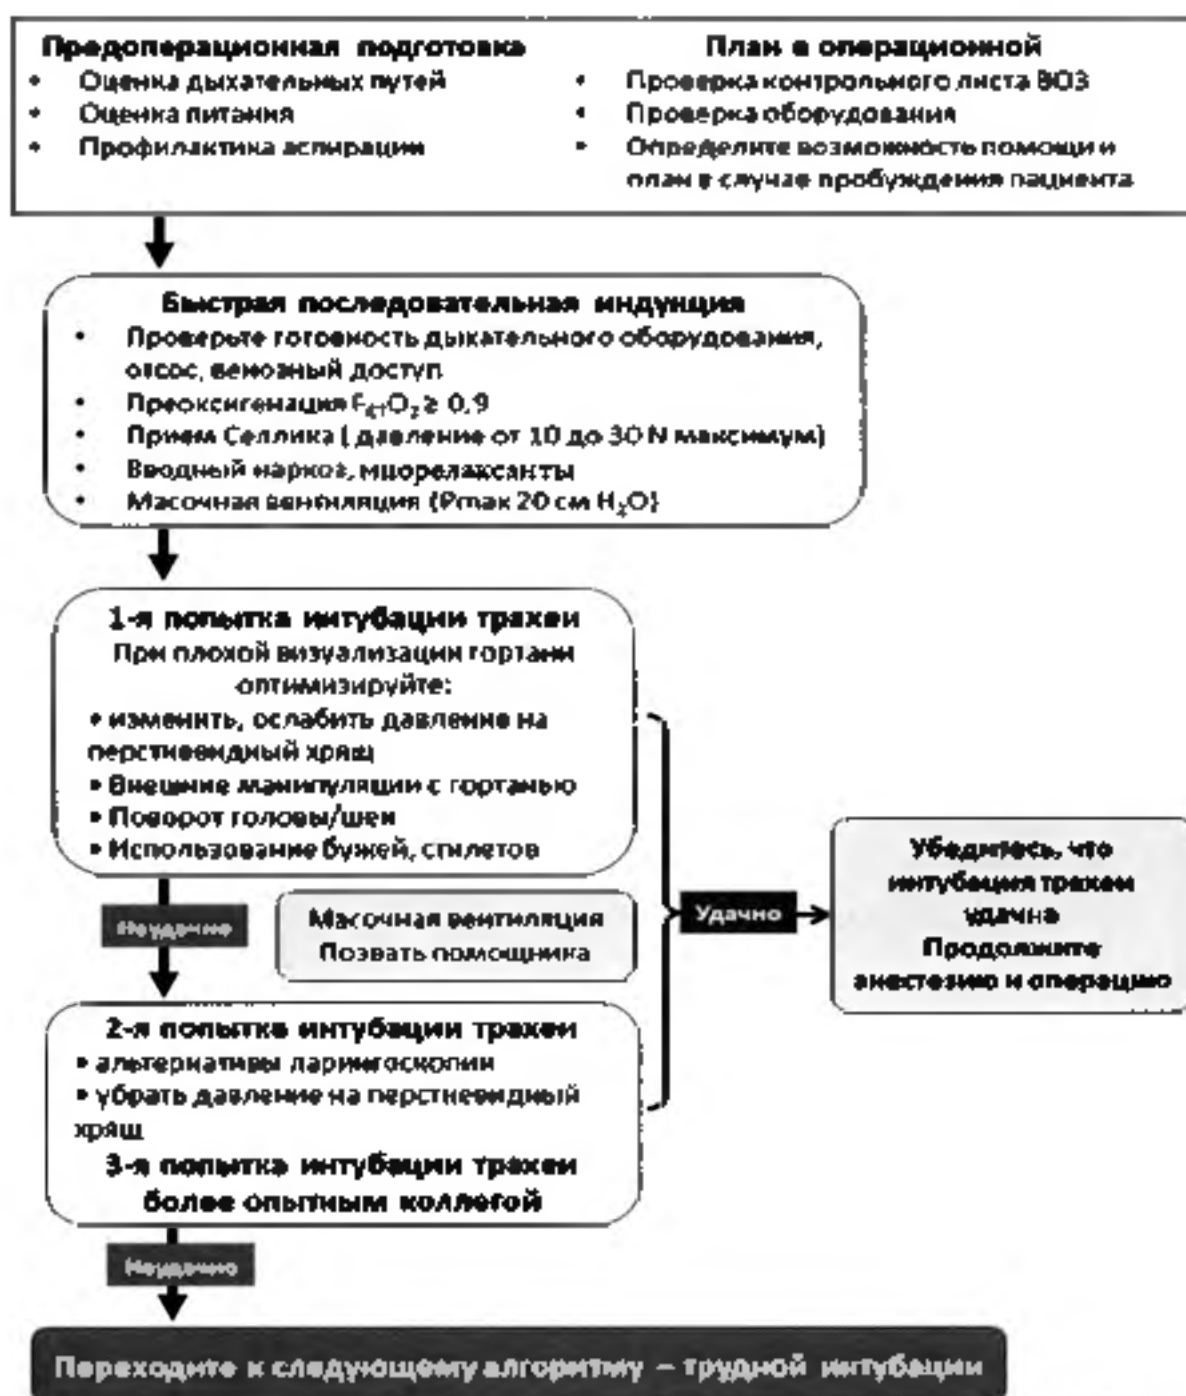 Предоперационная подготовка
• Оценка дыхательных путей
• Оценка питания
• Профилактика аспирации
План в операционной
• Проверка контрольного листа ВОЗ
• Проверка оборудования
• Определите возможность помощи и
план в случае пробуждения пациента
Быстрая последовательная индукция
• Проверьте готовность дыхательного оборудования,
отсос, венозный доступ
• Преоксигенация FETO₂ ≥ 0,9
• Прием Селлика ( давление от 10 до 30 N максимум)
• Вводный наркоз, миорелаксанты
• Масочная вентиляция (Pmax 20 см H₂O)
1-я попытка интубации трахеи
При плохой визуализации гортани
оптимизируйте:
• изменить, ослабить давление на
перстневидный хрящ
• Внешние манипуляции с гортанью
• Поворот головы/шеи
• Использование бужей, стилетов
Неудачно
Масочная вентиляция
Позвать помощника
Удачно
Убедитесь, что
интубация трахеи
удачна
Продолжите
анестезию и операцию
2-я попытка интубации трахеи
• альтернативы ларингоскопии
• убрать давление на перстневидный
хрящ
3-я попытка интубации трахеи
более опытным коллегой
Неудачно
Переходите к следующему алгоритму – трудной интубации